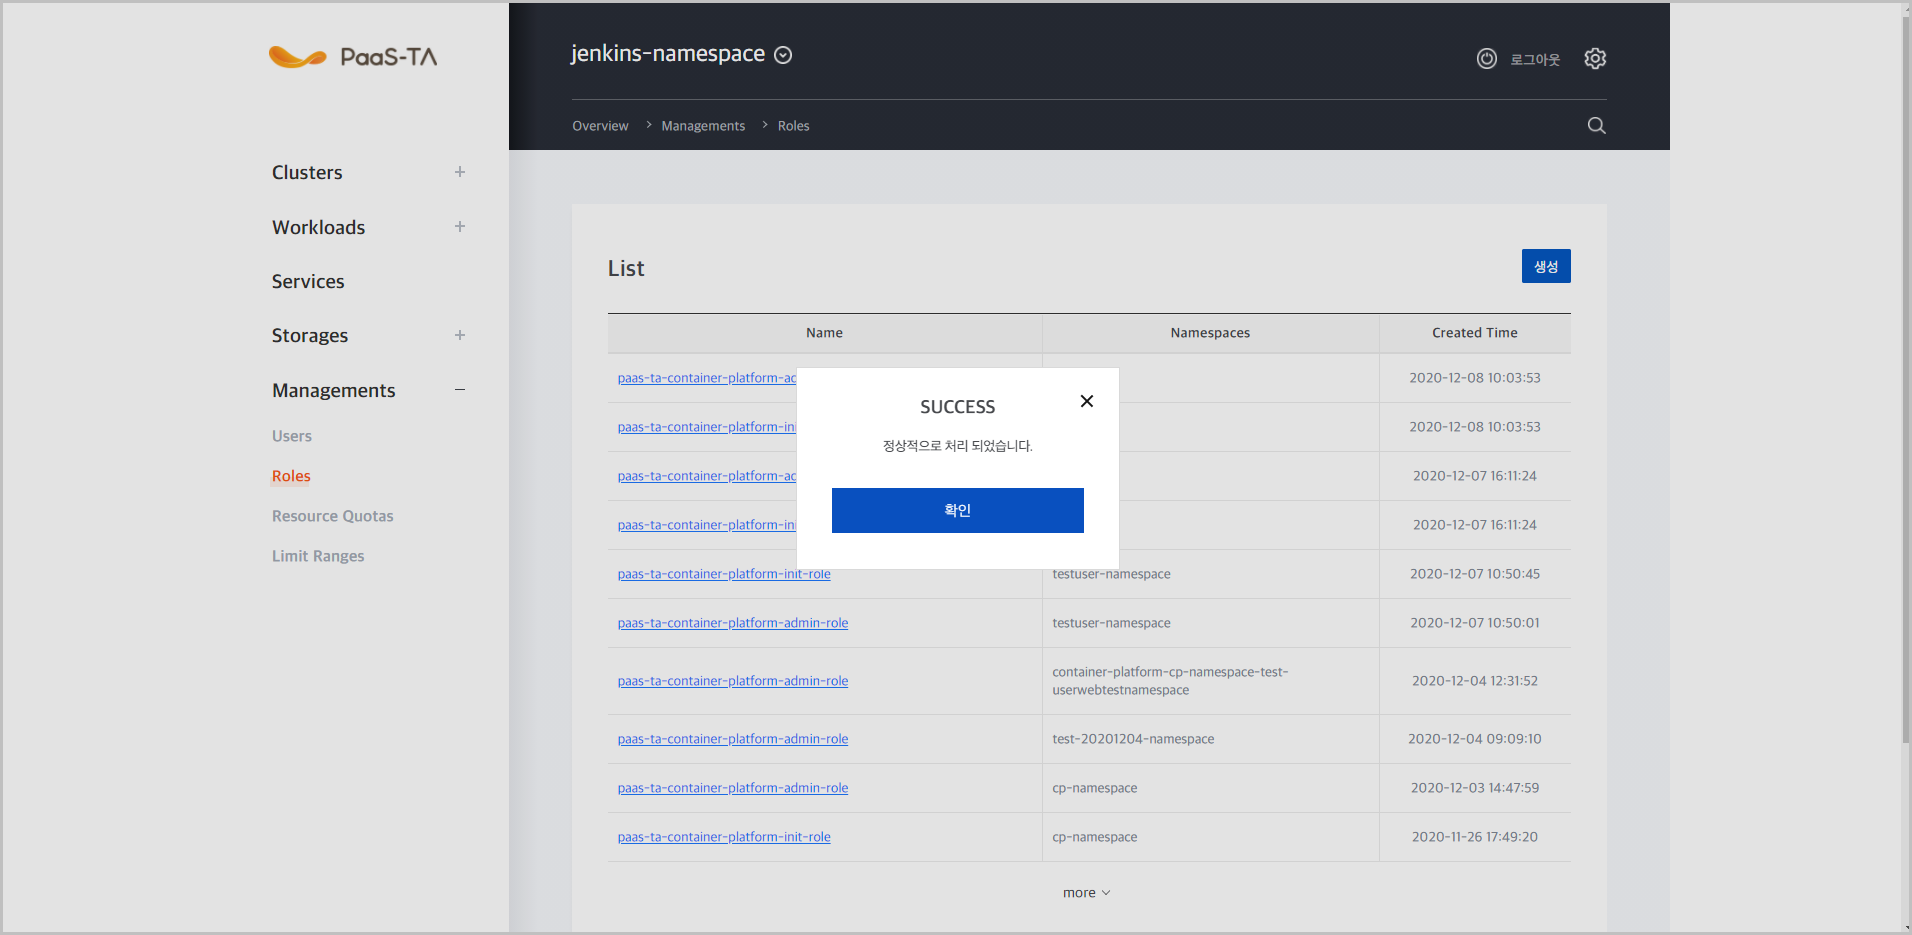 PaaS-TA
jenkins-namespace
로그아웃
Overview > Managements > Roles
Clusters +
Workloads +
Services
Storages +
Managements −
Users
Roles
Resource Quotas
Limit Ranges
List
생성
Name Namespaces Created Time
paas-ta-container-platform-ad 2020-12-08 10:03:53
paas-ta-container-platform-ini 2020-12-08 10:03:53
paas-ta-container-platform-ad 2020-12-07 16:11:24
paas-ta-container-platform-ini 2020-12-07 16:11:24
SUCCESS
정상적으로 처리 되었습니다.
확인
paas-ta-container-platform-init-role testuser-namespace 2020-12-07 10:50:45
paas-ta-container-platform-admin-role testuser-namespace 2020-12-07 10:50:01
paas-ta-container-platform-admin-role container-platform-cp-namespace-test- 2020-12-04 12:31:52
userwebtestnamespace
paas-ta-container-platform-admin-role test-20201204-namespace 2020-12-04 09:09:10
paas-ta-container-platform-admin-role cp-namespace 2020-12-03 14:47:59
paas-ta-container-platform-init-role cp-namespace 2020-11-26 17:49:20
more